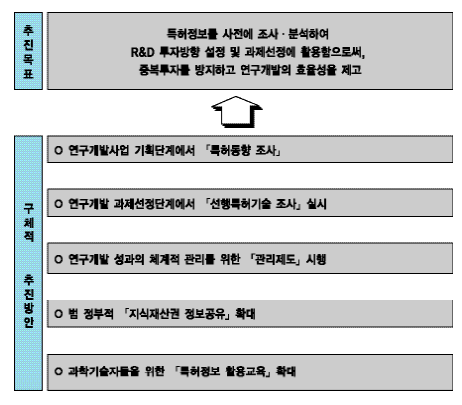 추진목표
특허정보를 사전에 조사·분석하여
R&D 투자방향 설정 및 과제선정에 활용함으로써,
중복투자를 방지하고 연구개발의 효율성을 제고
구체적 추진방안
ㅇ 연구개발사업 기획단계에서 「특허동향 조사」
ㅇ 연구개발 과제선정단계에서 「선행특허기술 조사」 실시
ㅇ 연구개발 성과의 체계적 관리를 위한 「관리제도」 시행
ㅇ 범 정부적 「지식재산권 정보공유」 확대
ㅇ 과학기술자들을 위한 「특허정보 활용교육」 확대